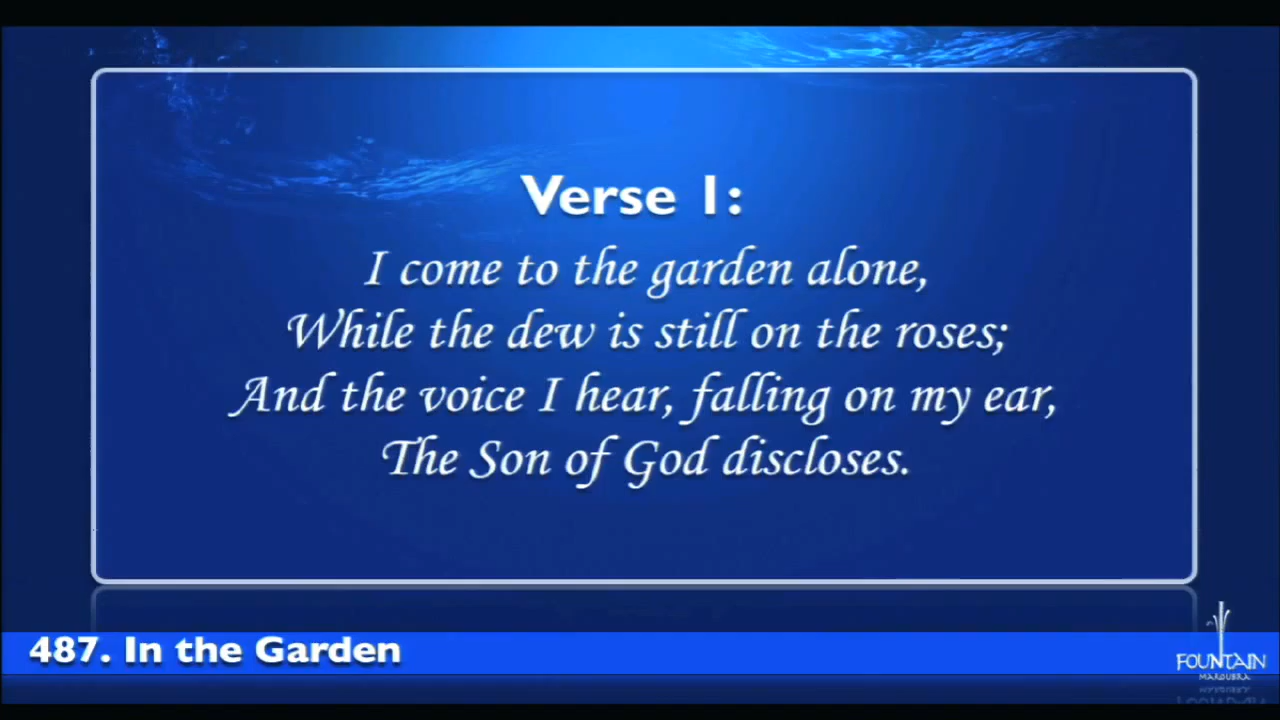 Verse 1:
I come to the garden alone,
While the dew is still on the roses;
And the voice I hear, falling on my ear,
The Son of God discloses.
487. In the Garden
FOUNTAIN
MAROUBRA